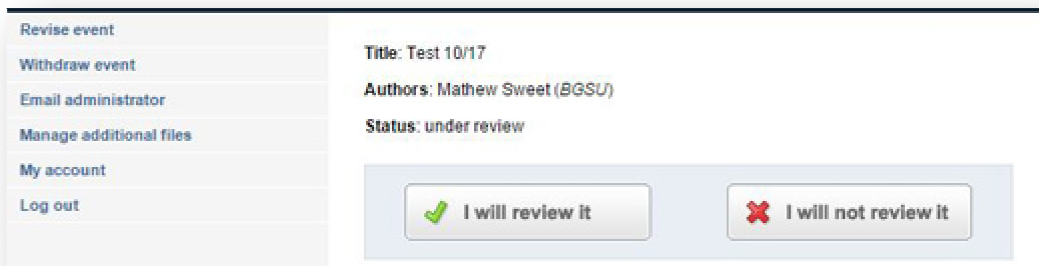 Revise event
Withdraw event
Email administrator
Manage additional files
My account
Log out
Title: Test 10/17
Authors: Mathew Sweet (BGSU)
Status: under review
I will review it
I will not review it